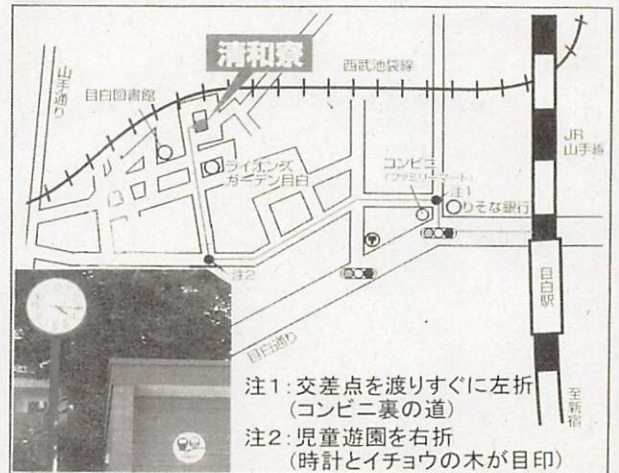 清和寮
西武池袋線
山手通り
目白図書館
JR
山手線
ライオンズ
ガーデン目白
コンビニ
(ファミリーマート)
注1
りそな銀行
注2
目白駅
目白通り
至新宿
注1:交差点を渡りすぐに左折
(コンビニ裏の道)
注2:児童遊園を右折
(時計とイチョウの木が目印)